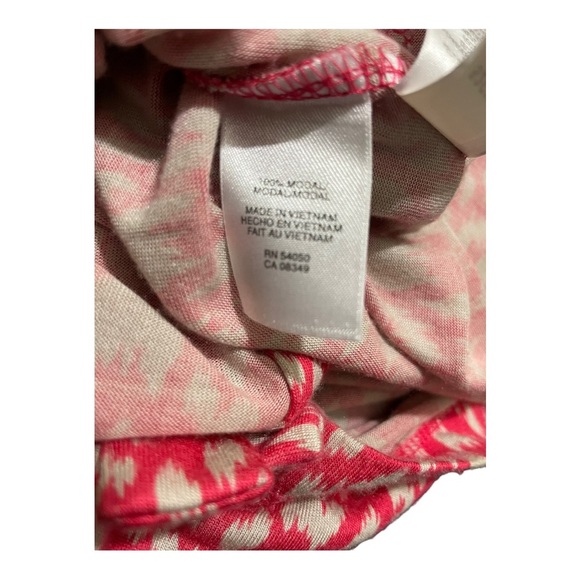 100% MODAL/
MODAL/MODAL
MADE IN VIETNAM
HECHO EN VIETNAM
FAIT AU VIETNAM
RN 54050
CA 08349